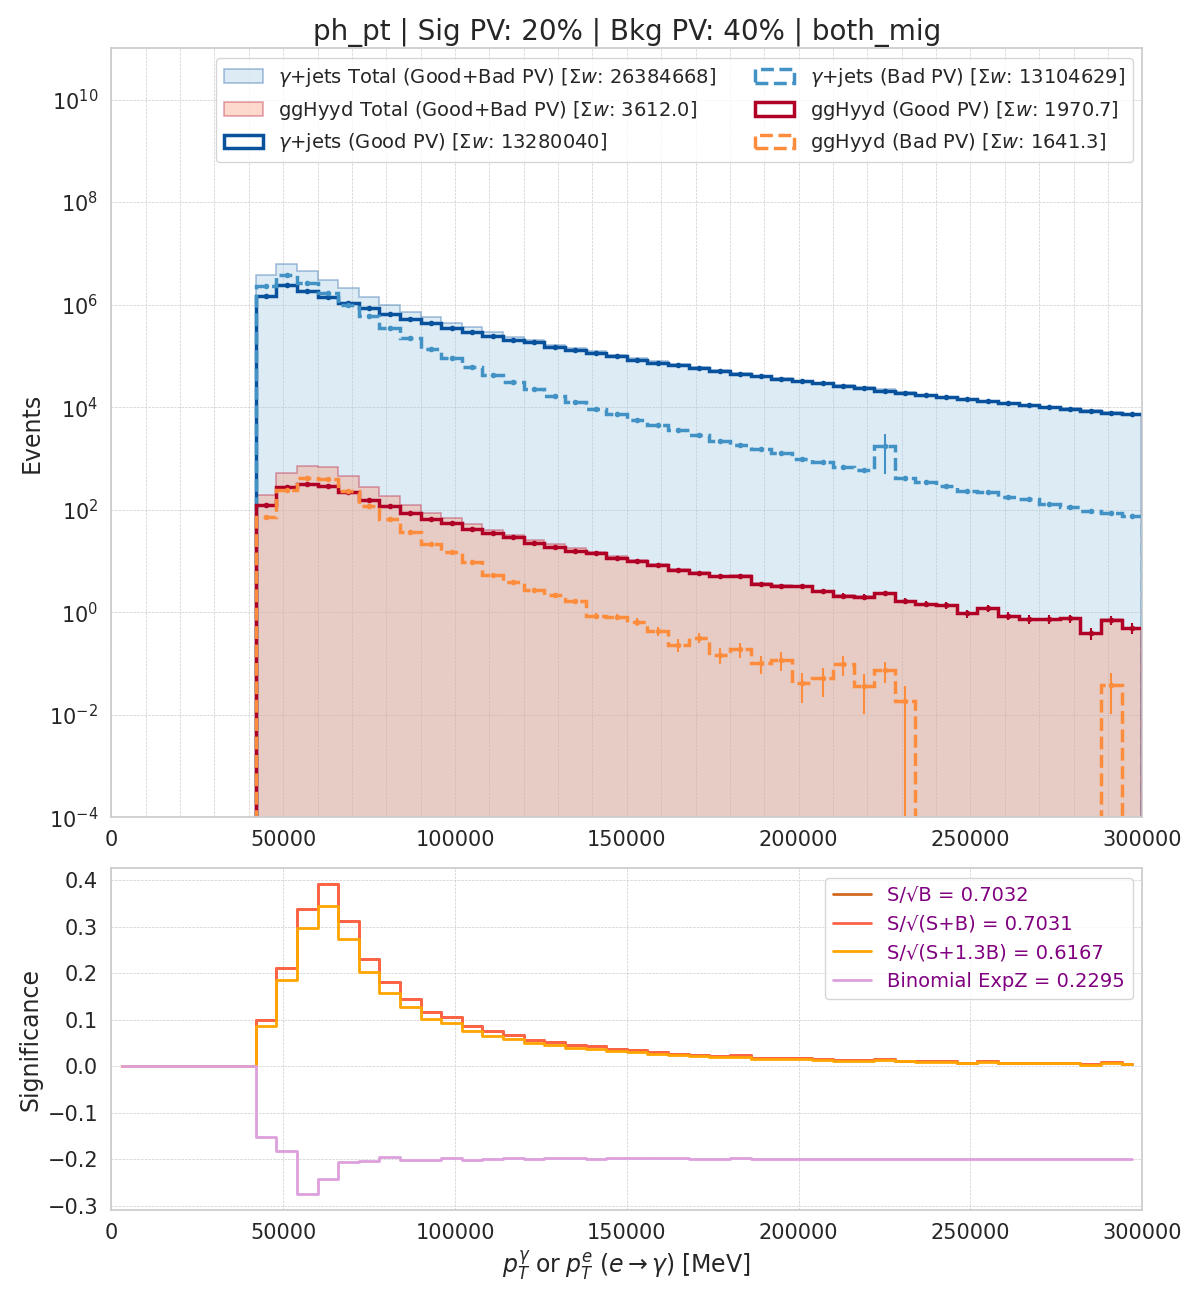 ph_pt | Sig PV: 20% | Bkg PV: 40% | both_mig
γ+jets Total (Good+Bad PV) [Σw: 26384668]
ggHyyd Total (Good+Bad PV) [Σw: 3612.0]
γ+jets (Good PV) [Σw: 13280040]
γ+jets (Bad PV) [Σw: 13104629]
ggHyyd (Good PV) [Σw: 1970.7]
ggHyyd (Bad PV) [Σw: 1641.3]
Events
10^10
10^8
10^6
10^4
10^2
10^0
10^−2
10^−4
0 50000 100000 150000 200000 250000 300000
S/√B = 0.7032
S/√(S+B) = 0.7031
S/√(S+1.3B) = 0.6167
Binomial ExpZ = 0.2295
Significance
0.4
0.3
0.2
0.1
0.0
−0.1
−0.2
−0.3
0 50000 100000 150000 200000 250000 300000
p_T^γ or p_T^e (e→γ) [MeV]